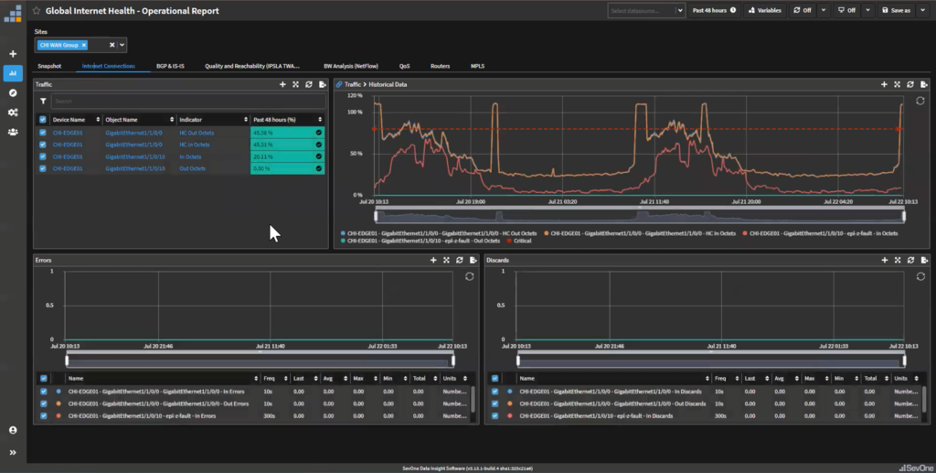 Global Internet Health - Operational Report
Select datasource...
Past 48 hours
Variables
Off
Off
Save as
Sites
CHI WAN Group
Snapshot Internet Connections BGP & IS-IS Quality and Reachability (IPSLA TWA... BW Analysis (NetFlow) QoS Routers MPLS
Traffic
Search
Device Name Object Name Indicator Past 48 hours (%)
CHI-EDGE01 GigabitEthernet1/1/0/0 HC Out Octets
CHI-EDGE01 GigabitEthernet1/1/0/0 HC In Octets
CHI-EDGE01 GigabitEthernet1/1/0/10 In Octets
CHI-EDGE01 GigabitEthernet1/1/0/10 Out Octets 0.00 %
Traffic > Historical Data
120 %
100 %
50 %
0 %
Jul 20 10:13 Jul 20 19:00 Jul 21 03:20 Jul 21 11:40 Jul 21 20:00 Jul 22 04:20 Jul 22 10:13
CHI-EDGE01 - GigabitEthernet1/1/0/0 - GigabitEthernet1/1/0/0 - HC Out Octets
CHI-EDGE01 - GigabitEthernet1/1/0/0 - GigabitEthernet1/1/0/0 - HC In Octets
CHI-EDGE01 - GigabitEthernet1/1/0/10 - epi-z-fault - In Octets
CHI-EDGE01 - GigabitEthernet1/1/0/10 - epi-z-fault - Out Octets
Critical
Errors
1
0.5
0
Jul 20 10:13 Jul 20 21:46 Jul 21 11:40 Jul 22 01:33 Jul 22 10:13
Name Freq Last Avg Max Min Total Units
CHI-EDGE01 - GigabitEthernet1/1/0/0 - GigabitEthernet1/1/0/0 - In Errors 10s 0.00 0.00 0.00 0.00 0.00 Numbe...
CHI-EDGE01 - GigabitEthernet1/1/0/0 - GigabitEthernet1/1/0/0 - Out Errors 10s 0.00 0.00 0.00 0.00 0.00 Numbe...
CHI-EDGE01 - GigabitEthernet1/1/0/10 - epi-z-fault - In Errors 300s 0.00 0.00 0.00 0.00 0.00 Numbe...
Discards
1
0.5
0
Jul 20 10:13 Jul 20 21:46 Jul 21 11:40 Jul 22 01:33 Jul 22 10:13
Name Freq Last Avg Max Min Total Units
CHI-EDGE01 - GigabitEthernet1/1/0/0 - GigabitEthernet1/1/0/0 - In Discards 10s 0.00 0.00 0.00 0.00 0.00 Numbe...
CHI-EDGE01 - GigabitEthernet1/1/0/0 - GigabitEthernet1/1/0/0 - Out Discards 10s 0.00 0.00 0.00 0.00 0.00 Numbe...
CHI-EDGE01 - GigabitEthernet1/1/0/10 - epi-z-fault - In Discards 300s 0.00 0.00 0.00 0.00 0.00 Numbe...
SevOne Data Insight Software
SevOne